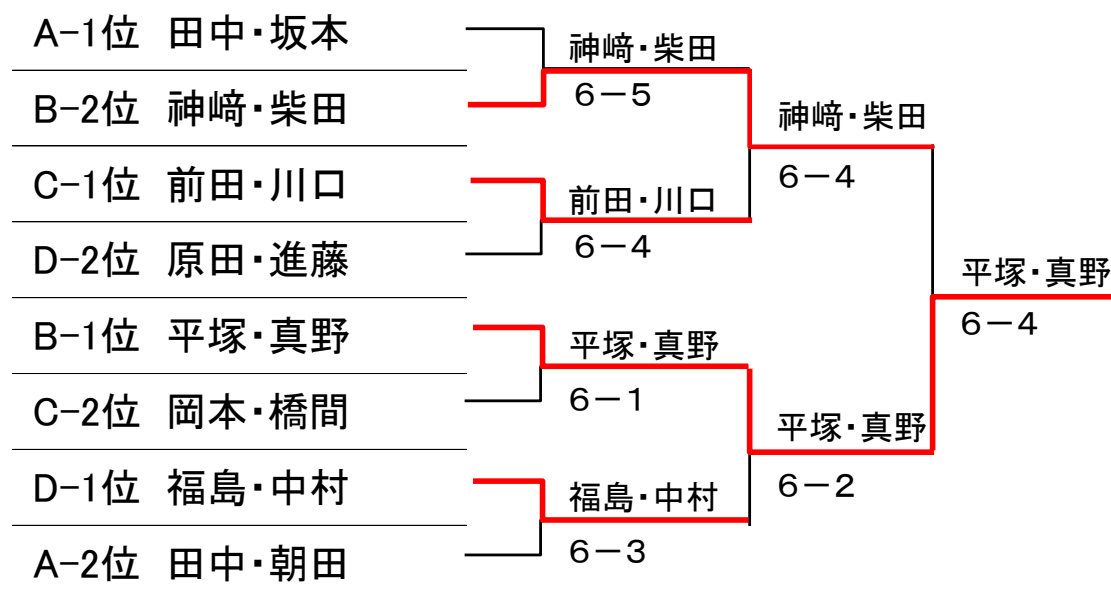 A-1位 田中・坂本
B-2位 神﨑・柴田
C-1位 前田・川口
D-2位 原田・進藤
B-1位 平塚・真野
C-2位 岡本・橋間
D-1位 福島・中村
A-2位 田中・朝田
神﨑・柴田
6-5
前田・川口
6-4
平塚・真野
6-1
福島・中村
6-3
神﨑・柴田
6-4
平塚・真野
6-2
平塚・真野
6-4